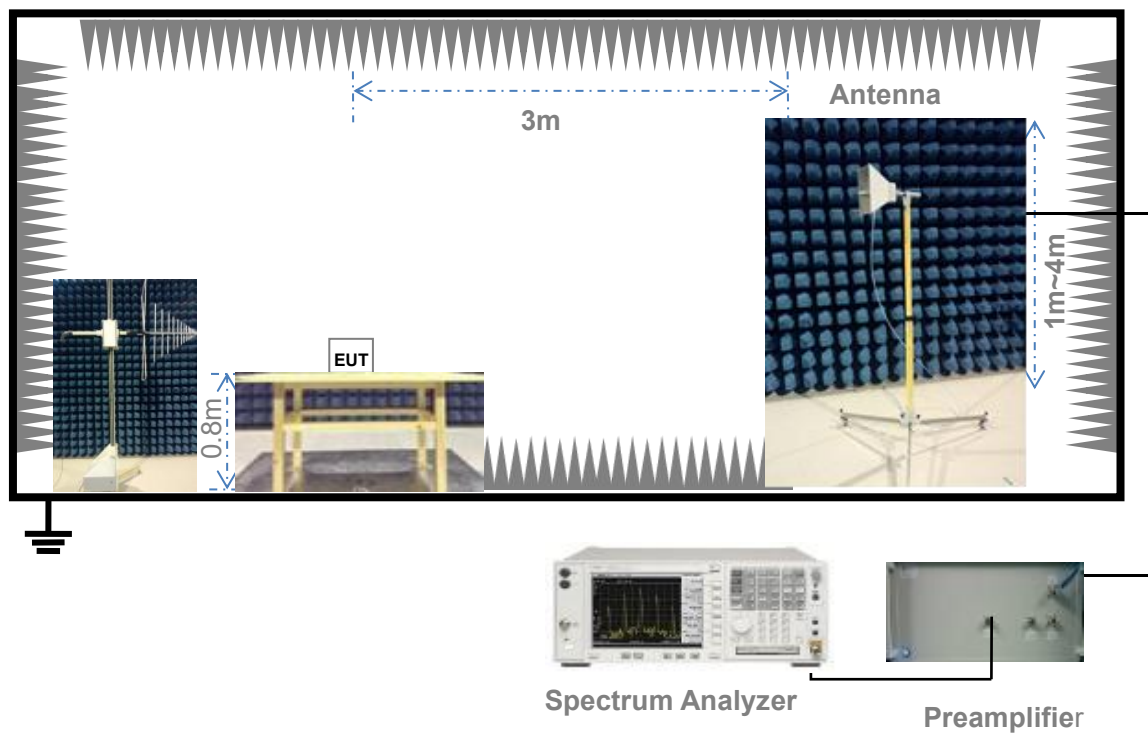 Antenna
3m
1m~4m
EUT
0.8m
Spectrum Analyzer
Preamplifier